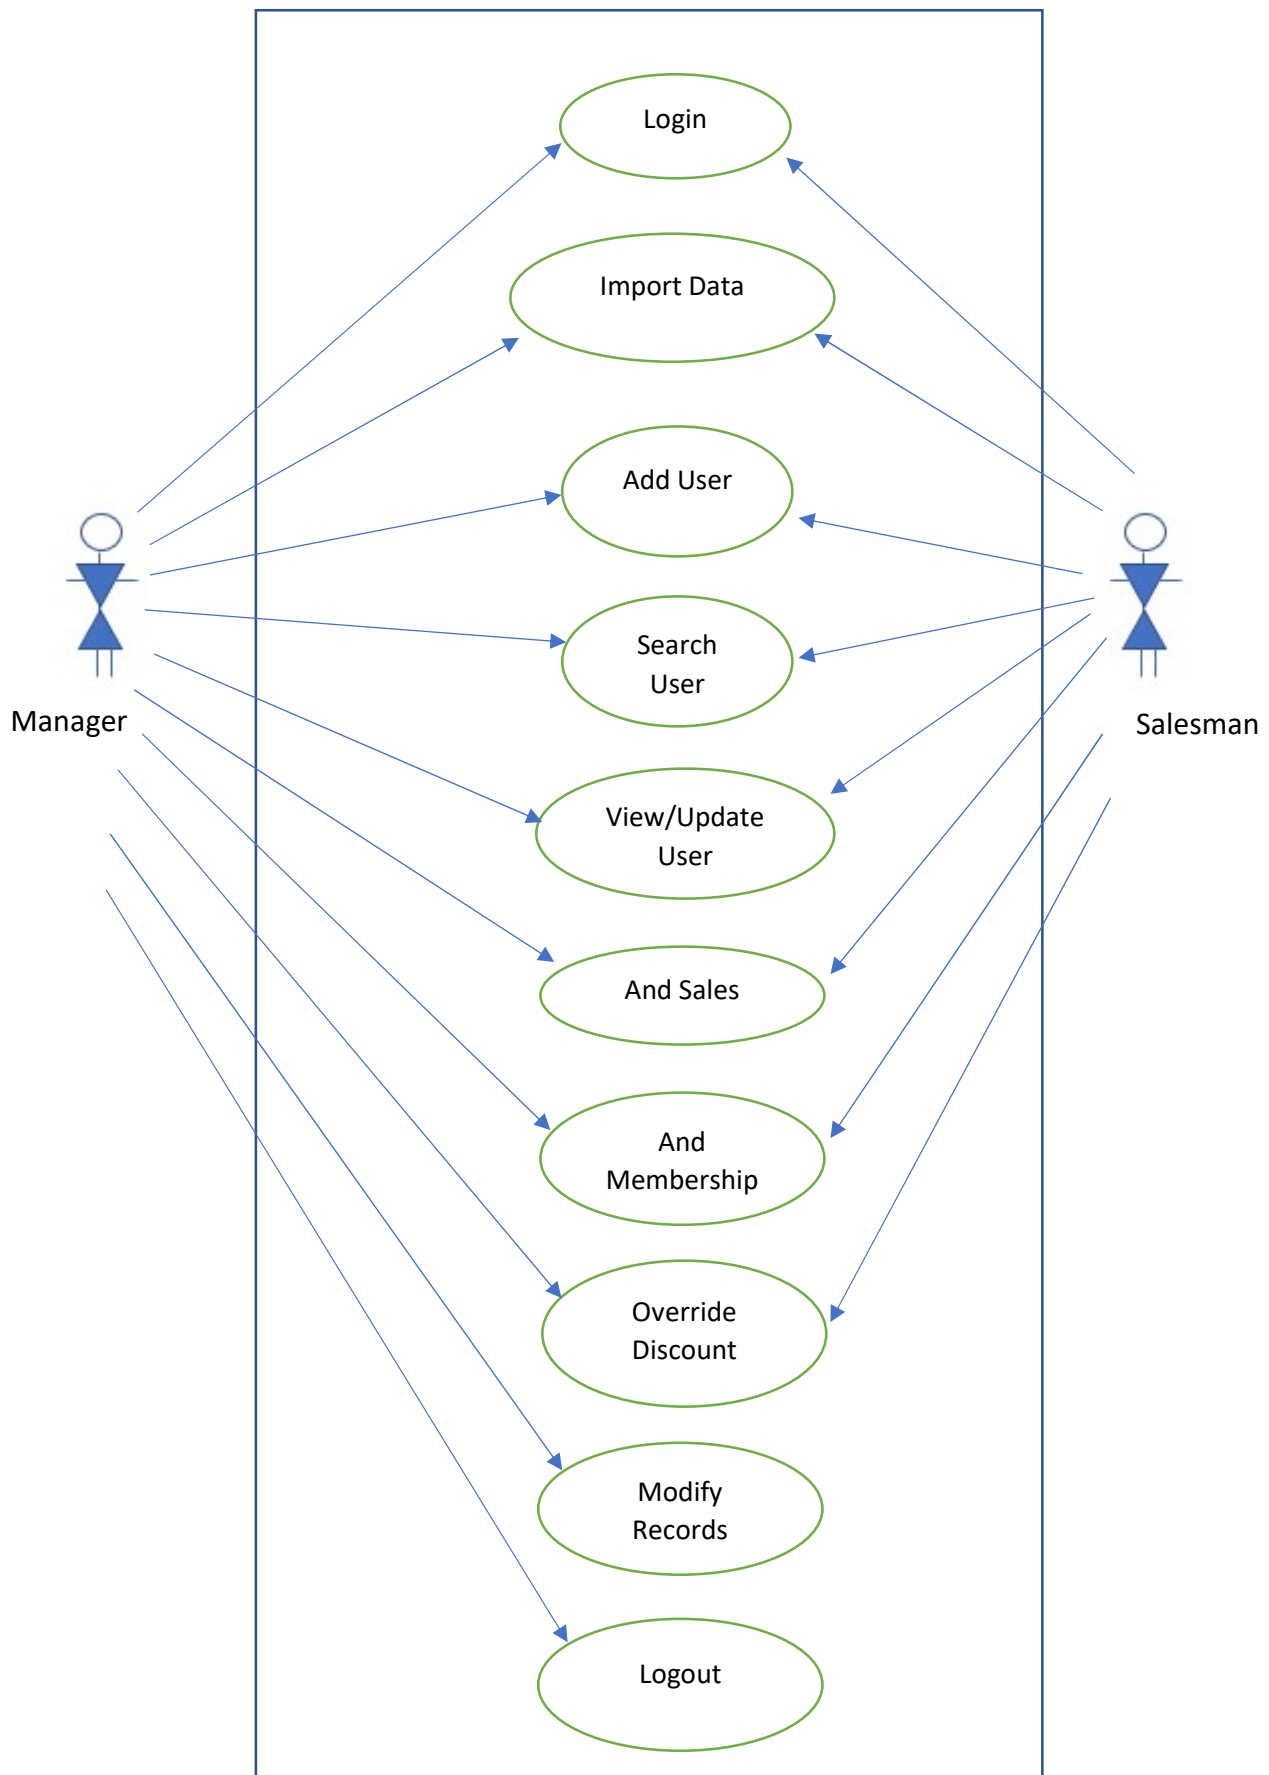 Login
Import Data
Add User
Search
User
Manager
Salesman
View/Update
User
And Sales
And
Membership
Override
Discount
Modify
Records
Logout